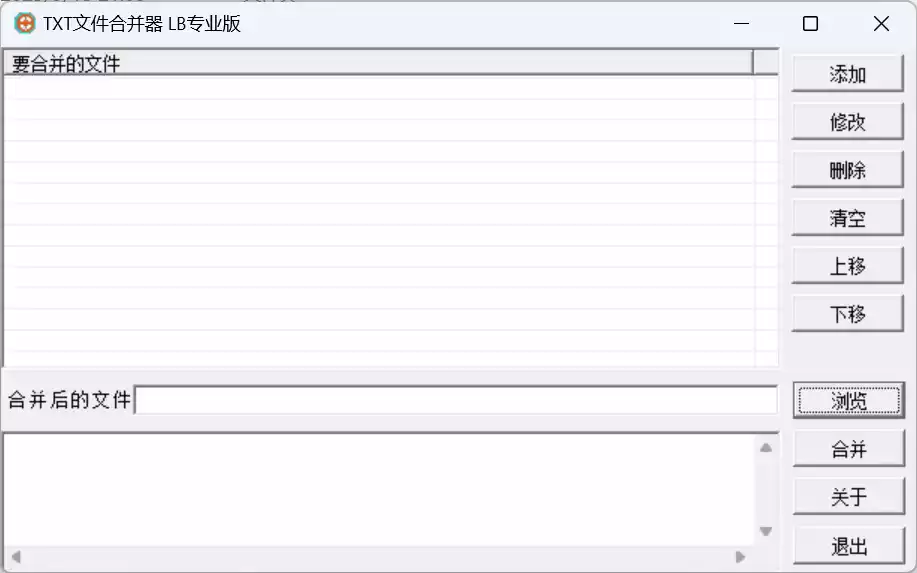 TXT文件合并器 LB专业版
要合并的文件
添加
修改
删除
清空
上移
下移
合并后的文件
浏览
合并
关于
退出